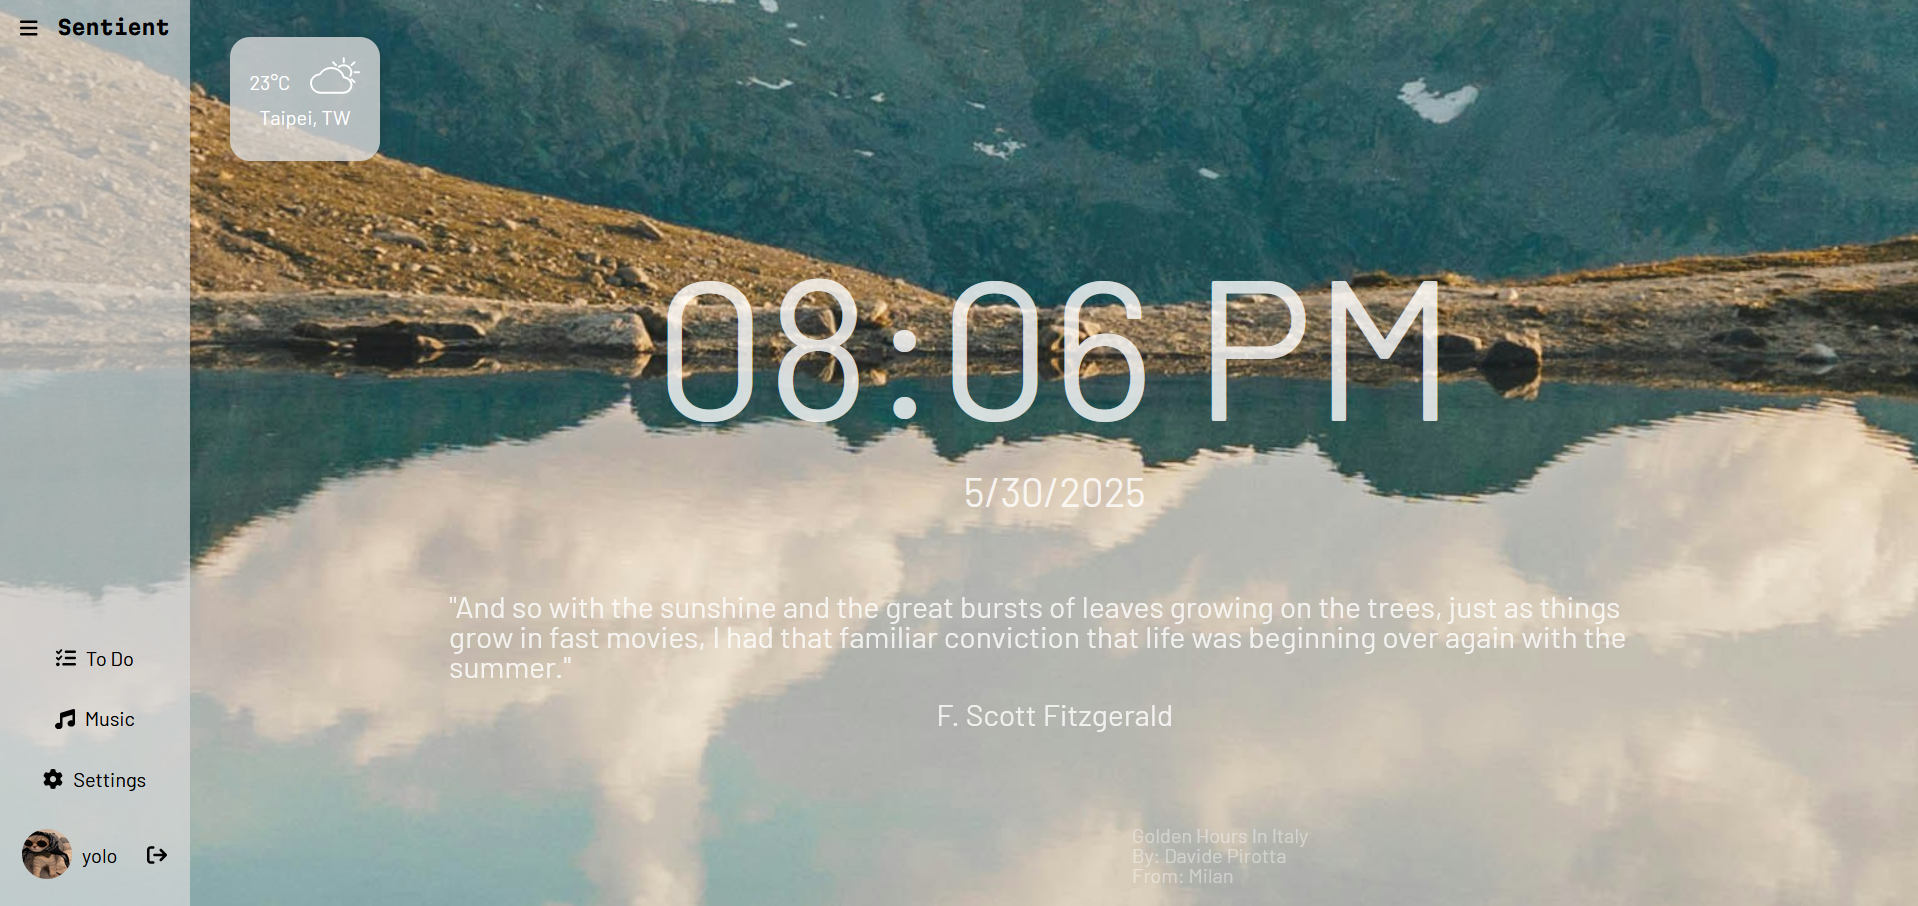 Sentient
23°C
Taipei, TW
08:06 PM
5/30/2025
"And so with the sunshine and the great bursts of leaves growing on the trees, just as things
grow in fast movies, I had that familiar conviction that life was beginning over again with the
summer."
F. Scott Fitzgerald
To Do
Music
Settings
yolo
Golden Hours In Italy
By: Davide Pirotta
From: Milan